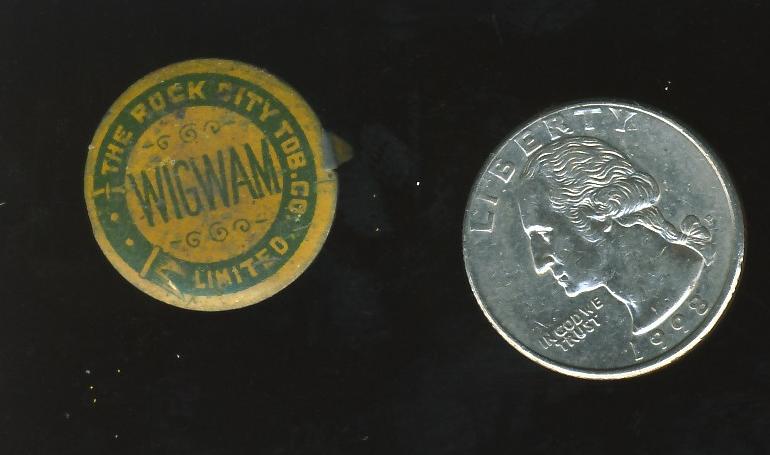 THE ROCK CITY TOB. CO.
WIGWAM
LIMITED
LIBERTY
IN GOD WE
TRUST
1998